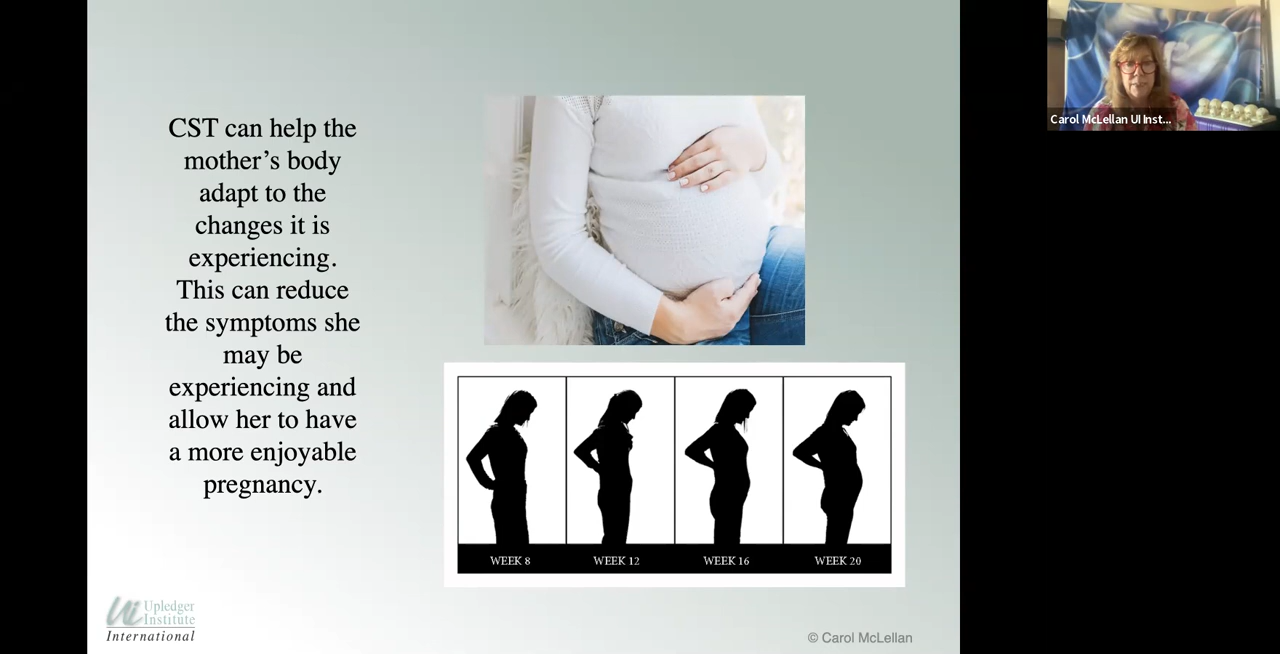 CST can help the
mother’s body
adapt to the
changes it is
experiencing.
This can reduce
the symptoms she
may be
experiencing and
allow her to have
a more enjoyable
pregnancy.
WEEK 8
WEEK 12
WEEK 16
WEEK 20
Ui Upledger
Institute
International
© Carol McLellan
Carol McLellan UI Inst...